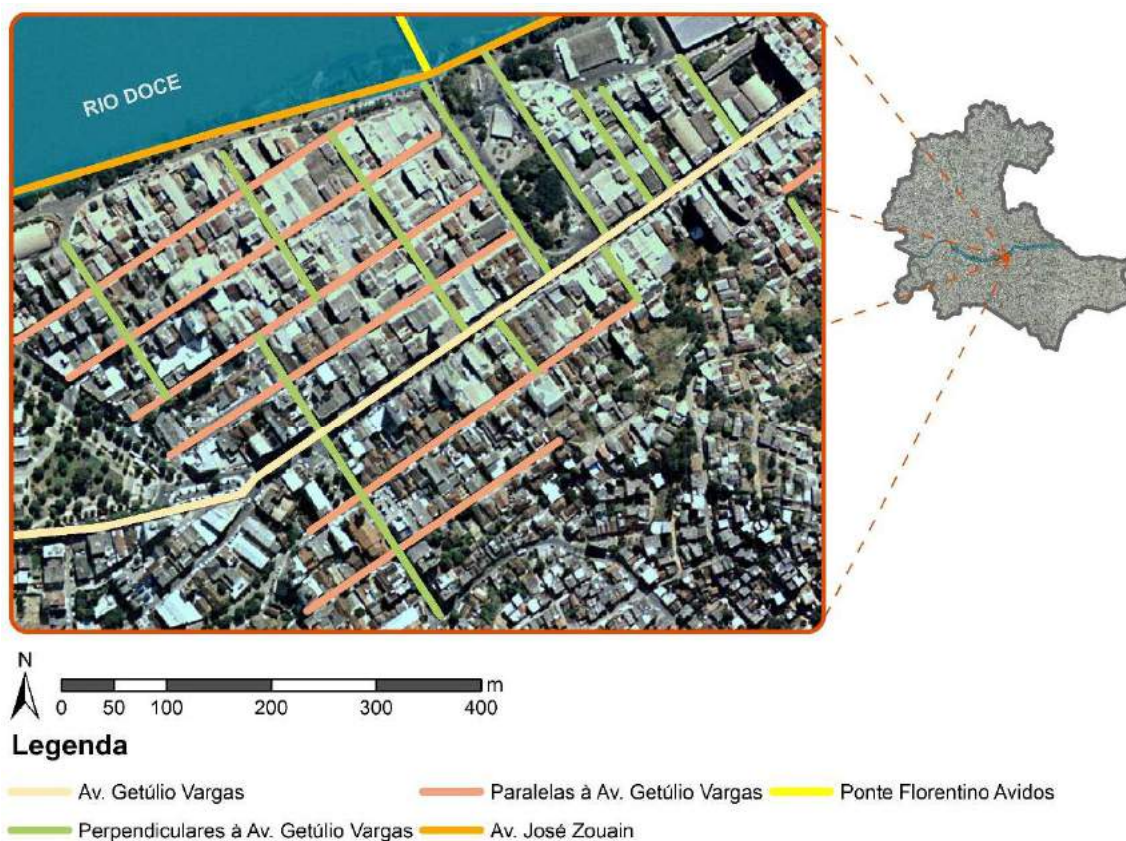 RIO DOCE
N
m
0 50 100 200 300 400
Legenda
Av. Getúlio Vargas Paralelas à Av. Getúlio Vargas Ponte Florentino Avidos
Perpendiculares à Av. Getúlio Vargas Av. José Zouain